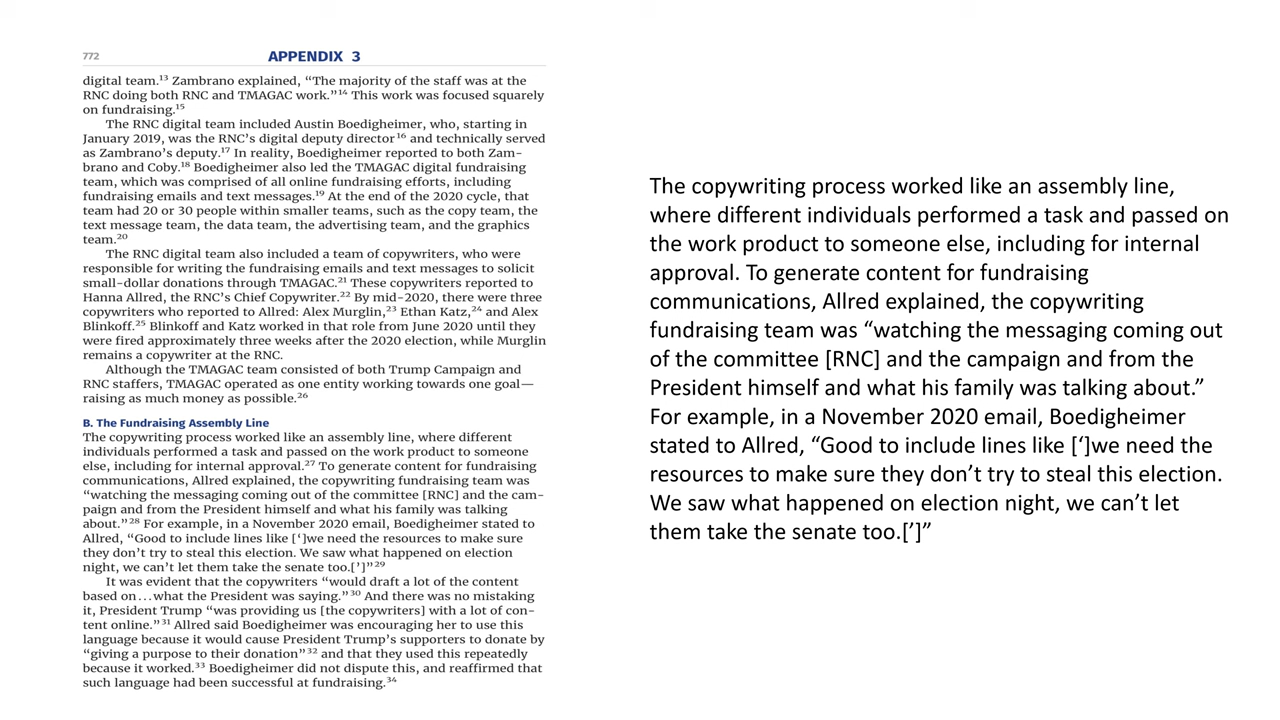 772
APPENDIX 3
digital team.¹³ Zambrano explained, “The majority of the staff was at the
RNC doing both RNC and TMAGAC work.”¹⁴ This work was focused squarely
on fundraising.¹⁵
The RNC digital team included Austin Boedigheimer, who, starting in
January 2019, was the RNC’s digital deputy director¹⁶ and technically served
as Zambrano’s deputy.¹⁷ In reality, Boedigheimer reported to both Zam-
brano and Coby.¹⁸ Boedigheimer also led the TMAGAC digital fundraising
team, which was comprised of all online fundraising efforts, including
fundraising emails and text messages.¹⁹ At the end of the 2020 cycle, that
team had 20 or 30 people within smaller teams, such as the copy team, the
text message team, the data team, the advertising team, and the graphics
team.²⁰
The RNC digital team also included a team of copywriters, who were
responsible for writing the fundraising emails and text messages to solicit
small-dollar donations through TMAGAC.²¹ These copywriters reported to
Hanna Allred, the RNC’s Chief Copywriter.²² By mid-2020, there were three
copywriters who reported to Allred: Alex Murglin,²³ Ethan Katz,²⁴ and Alex
Blinkoff.²⁵ Blinkoff and Katz worked in that role from June 2020 until they
were fired approximately three weeks after the 2020 election, while Murglin
remains a copywriter at the RNC.
Although the TMAGAC team consisted of both Trump Campaign and
RNC staffers, TMAGAC operated as one entity working towards one goal—
raising as much money as possible.²⁶
B. The Fundraising Assembly Line
The copywriting process worked like an assembly line, where different
individuals performed a task and passed on the work product to someone
else, including for internal approval.²⁷ To generate content for fundraising
communications, Allred explained, the copywriting fundraising team was
“watching the messaging coming out of the committee [RNC] and the cam-
paign and from the President himself and what his family was talking
about.”²⁸ For example, in a November 2020 email, Boedigheimer stated to
Allred, “Good to include lines like [‘]we need the resources to make sure
they don’t try to steal this election. We saw what happened on election
night, we can’t let them take the senate too.[’]”²⁹
It was evident that the copywriters “would draft a lot of the content
based on...what the President was saying.”³⁰ And there was no mistaking
it, President Trump “was providing us [the copywriters] with a lot of con-
tent online.”³¹ Allred said Boedigheimer was encouraging her to use this
language because it would cause President Trump’s supporters to donate by
“giving a purpose to their donation”³² and that they used this repeatedly
because it worked.³³ Boedigheimer did not dispute this, and reaffirmed that
such language had been successful at fundraising.³⁴
The copywriting process worked like an assembly line,
where different individuals performed a task and passed on
the work product to someone else, including for internal
approval. To generate content for fundraising
communications, Allred explained, the copywriting
fundraising team was “watching the messaging coming out
of the committee [RNC] and the campaign and from the
President himself and what his family was talking about.”
For example, in a November 2020 email, Boedigheimer
stated to Allred, “Good to include lines like [‘]we need the
resources to make sure they don’t try to steal this election.
We saw what happened on election night, we can’t let
them take the senate too.[’]”